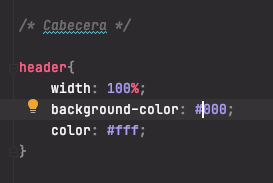 /* Cabecera */
header{
width: 100%;
background-color: #000;
color: #fff;
}